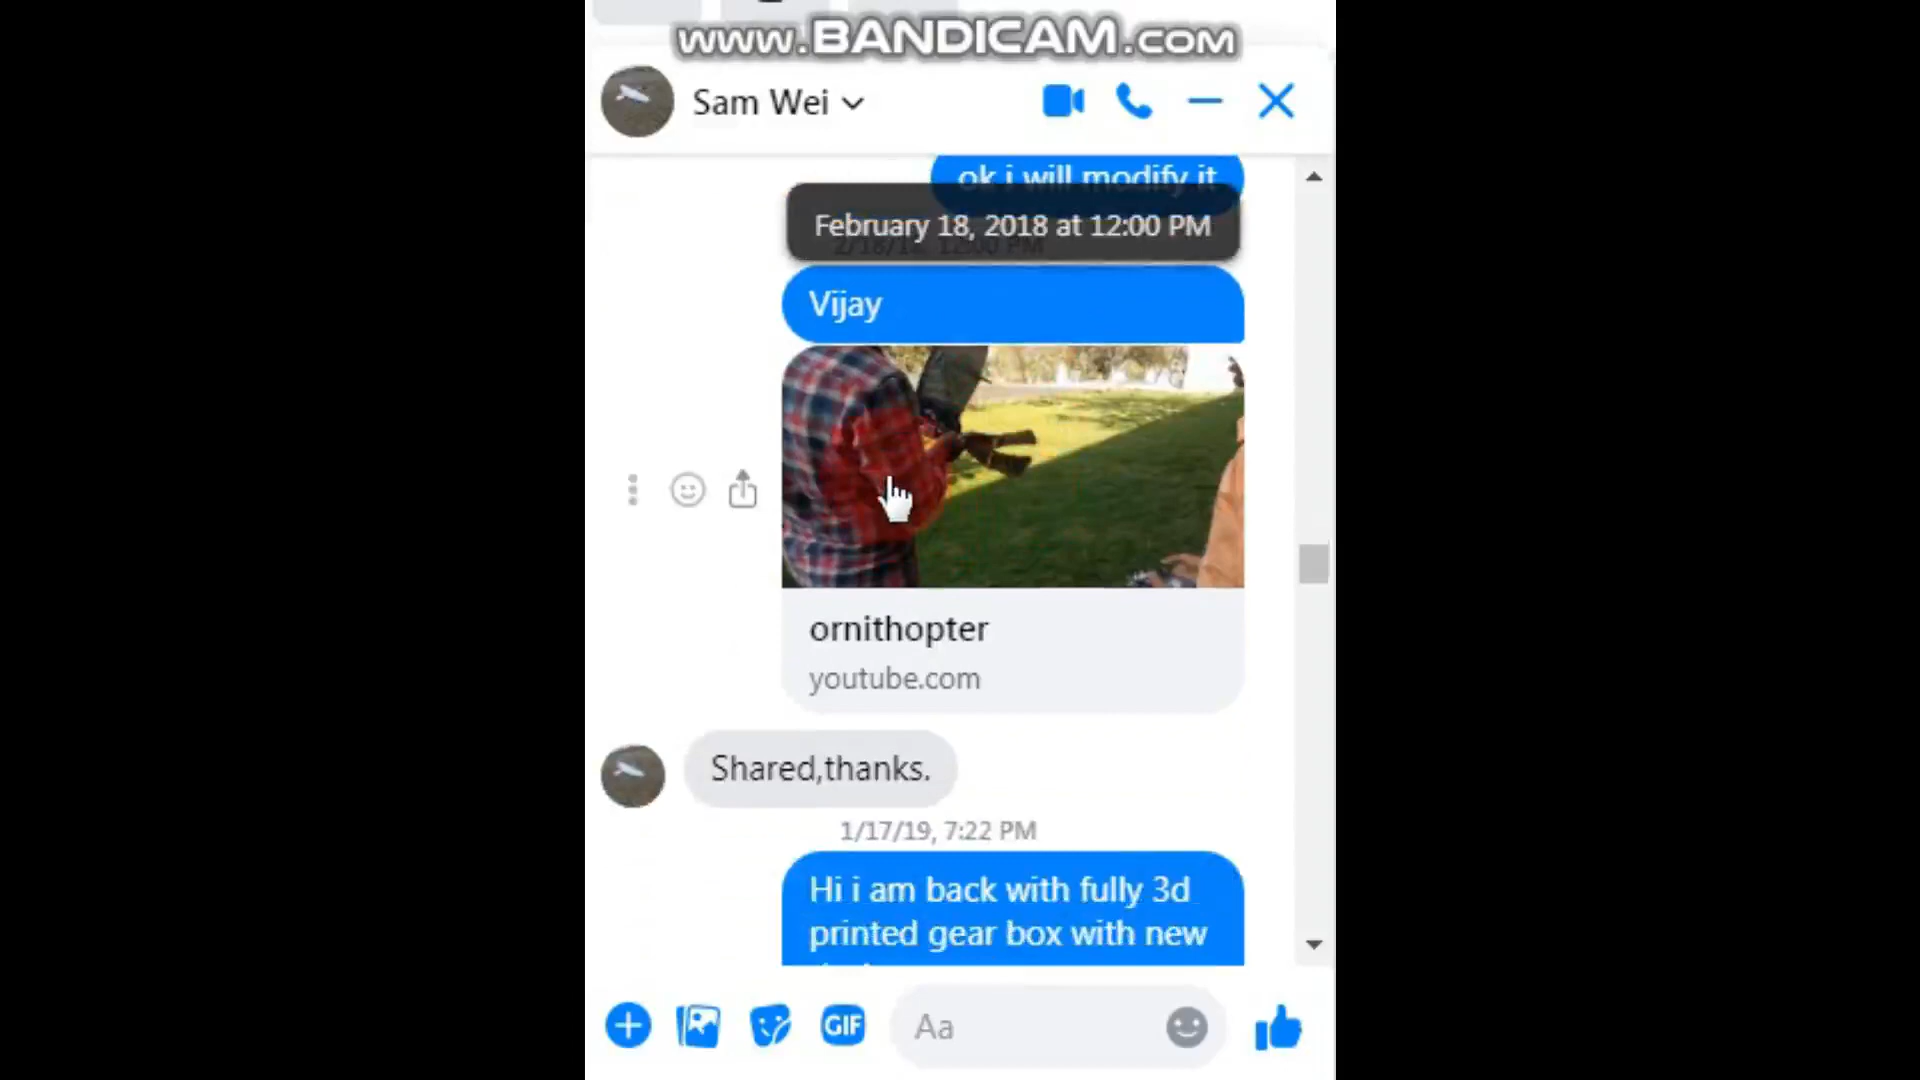 www.BANDICAM.com
Sam Wei
ok i will modify it
February 18, 2018 at 12:00 PM
Vijay
ornithopter
youtube.com
Shared,thanks.
1/17/19, 7:22 PM
Hi i am back with fully 3d
printed gear box with new
GIF
Aa